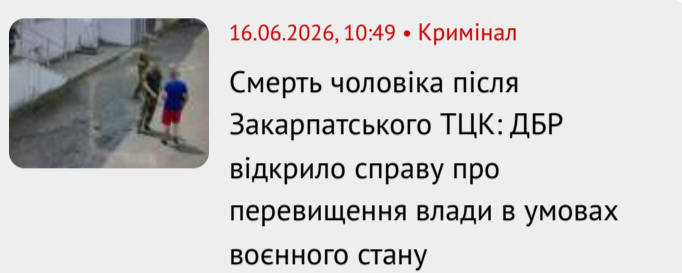 16.06.2026, 10:49 • Кримінал
Смерть чоловіка після
Закарпатського ТЦК: ДБР
відкрило справу про
перевищення влади в умовах
воєнного стану